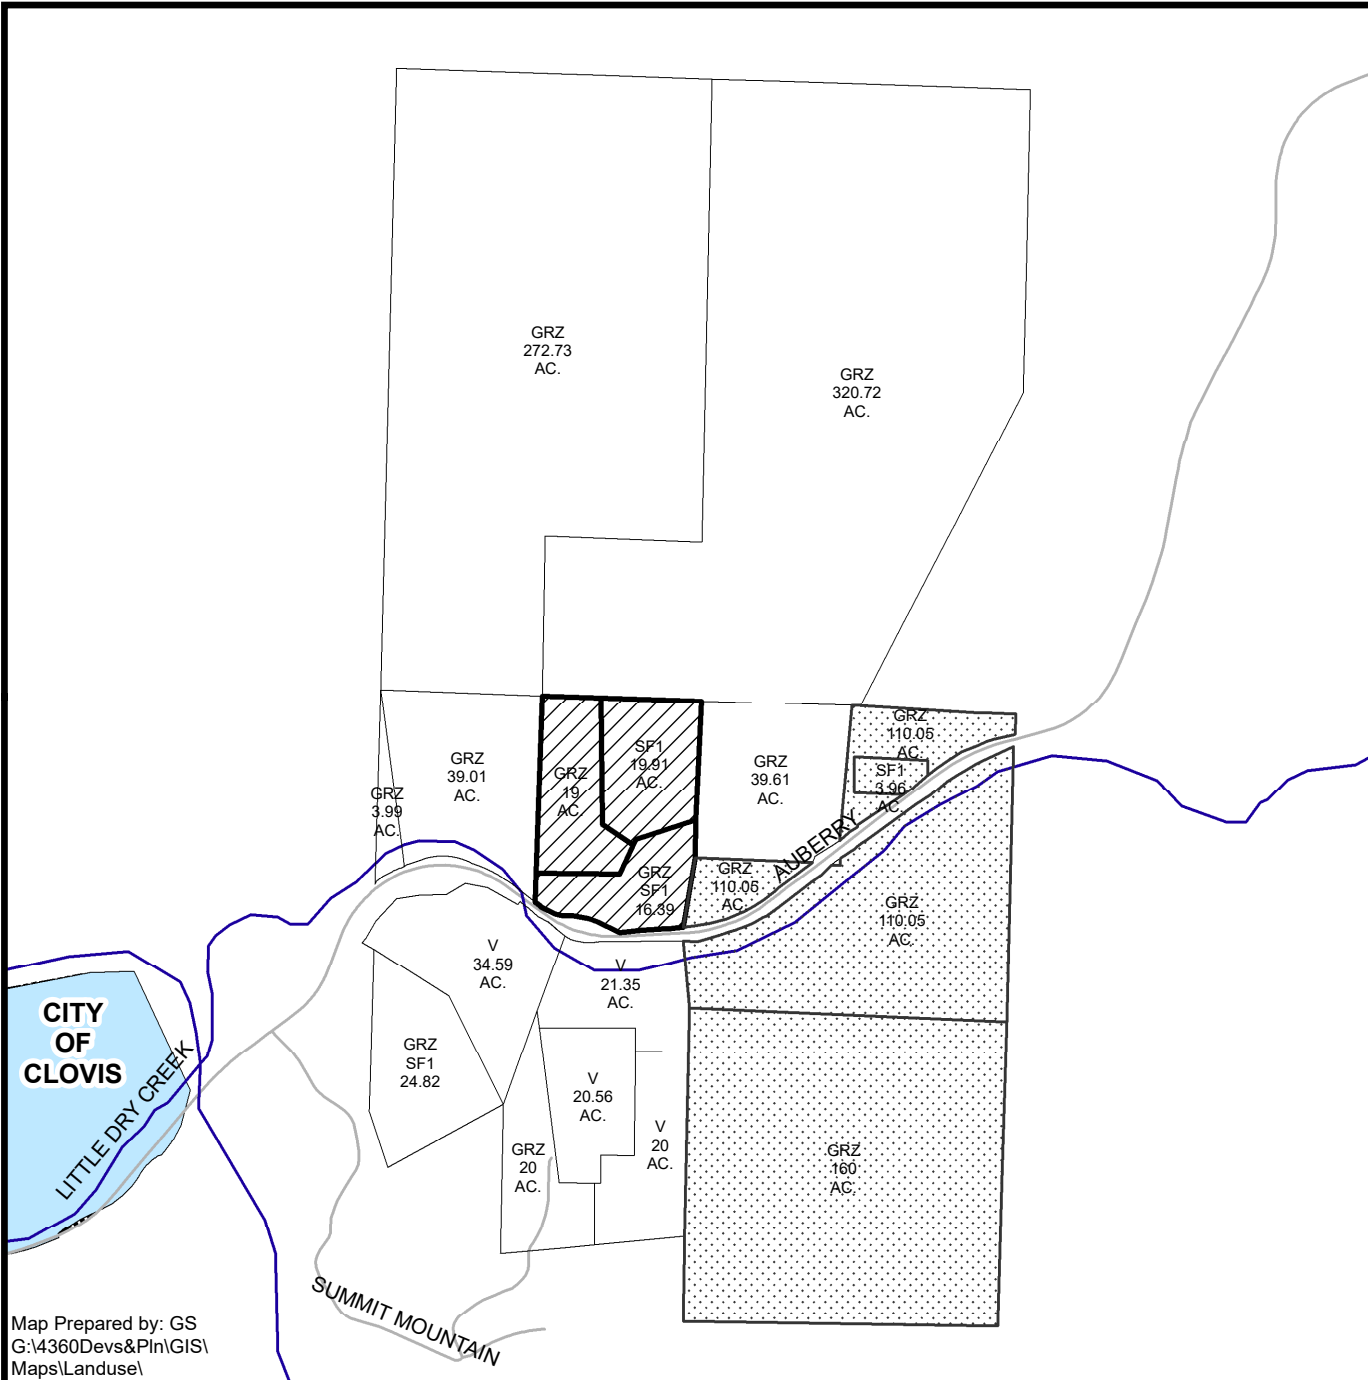 GRZ
272.73
AC.
GRZ
320.72
AC.
GRZ
39.01
AC.
GRZ
3.99
AC.
GRZ
19
AC.
SF1
19.91
AC.
GRZ
SF1
16.39
GRZ
39.61
AC.
GRZ
110.05
AC.
SF1
3.96
AC.
AUBERRY
GRZ
110.05
AC.
GRZ
110.05
AC.
V
34.59
AC.
V
21.35
AC.
GRZ
SF1
24.82
V
20.56
AC.
V
20
AC.
GRZ
20
AC.
GRZ
160
AC.
CITY
OF
CLOVIS
LITTLE DRY CREEK
SUMMIT MOUNTAIN
Map Prepared by: GS
G:\4360Devs&Pln\GIS\
Maps\Landuse\